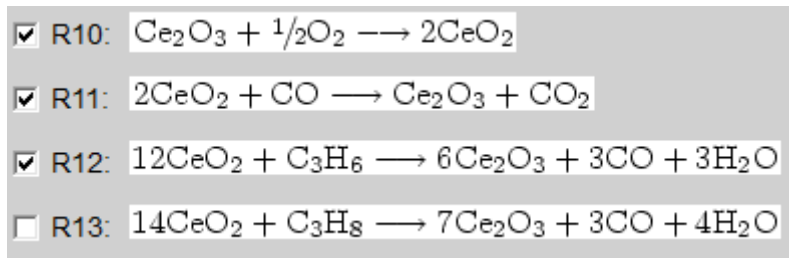 R10: Ce₂O₃ + ¹/₂O₂ ⟶ 2CeO₂
R11: 2CeO₂ + CO ⟶ Ce₂O₃ + CO₂
R12: 12CeO₂ + C₃H₆ ⟶ 6Ce₂O₃ + 3CO + 3H₂O
R13: 14CeO₂ + C₃H₈ ⟶ 7Ce₂O₃ + 3CO + 4H₂O